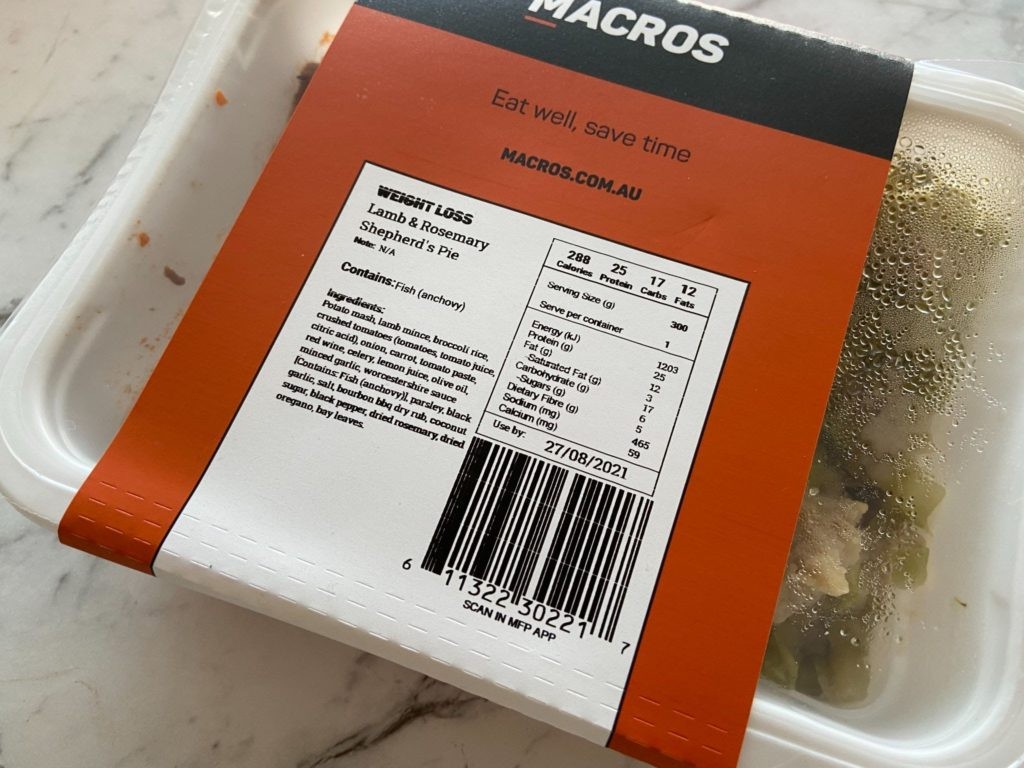 MACROS
Eat well, save time
MACROS.COM.AU
WEIGHT LOSS
Lamb & Rosemary
Shepherd's Pie
Note: N/A
Contains: Fish (anchovy)
Ingredients:
Potato mash, lamb mince, broccoli rice,
crushed tomatoes (tomatoes, tomato juice,
citric acid), onion, carrot, tomato paste,
red wine, celery, lemon juice, olive oil,
minced garlic, worcestershire sauce
[Contains: Fish (anchovy)], parsley, black
garlic, salt, bourbon bbq dry rub, coconut
sugar, black pepper, dried rosemary, dried
oregano, bay leaves.
288 25 17 12
Calories Protein Carbs Fats
Serving Size (g) 300
Serve per container 1
Energy (kJ) 1203
Protein (g) 25
Fat (g) 12
-Saturated Fat (g) 3
Carbohydrate (g) 17
-Sugars (g) 6
Dietary Fibre (g) 5
Sodium (mg) 465
Calcium (mg) 59
Use by: 27/08/2021
6 11322 30221 7
SCAN IN MFP APP